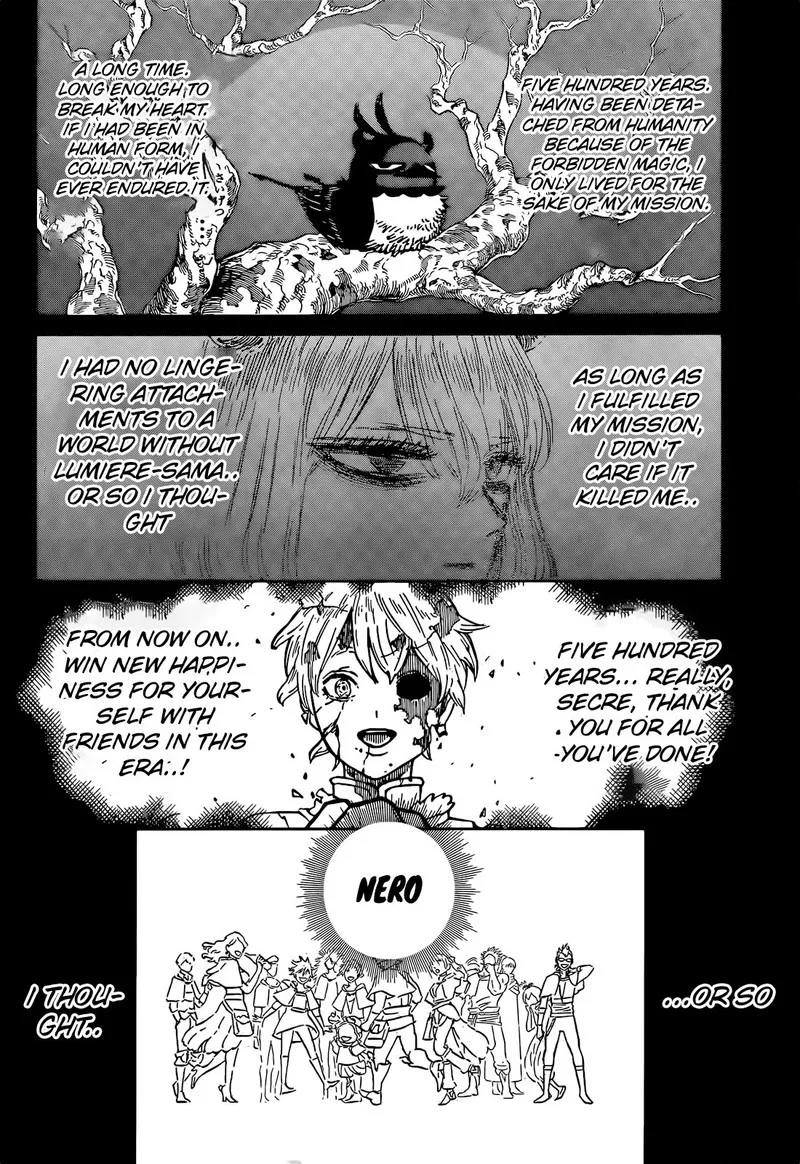 FIVE HUNDRED YEARS.
HAVING BEEN DETA-
CHED FROM HUMANITY
BECAUSE OF THE
FORBIDDEN MAGIC, I
ONLY LIVED FOR THE
SAKE OF MY MISSION.
A LONG TIME.
LONG ENOUGH TO
BREAK MY HEART.
IF I HAD BEEN IN
HUMAN FORM, I
COULDN'T HAVE
EVER ENDURED IT.
...
AS LONG AS
I FULFILLED
MY MISSION,
I DIDN'T
CARE IF IT
KILLED ME..
I HAD NO LINGE-
RING ATTACH-
MENTS TO A
WORLD WITHOUT
LUMIERE-SAMA..
OR SO I THOU-
GHT
FIVE HUNDRED
YEARS... REALLY,
SECRE, THANK
YOU FOR ALL
YOU'VE DONE!
FROM NOW ON..
WIN NEW HAPPI-
NESS FOR YOUR-
SELF WITH
FRIENDS IN THIS
ERA..!
NERO
...OR SO
I THOU-
GHT..